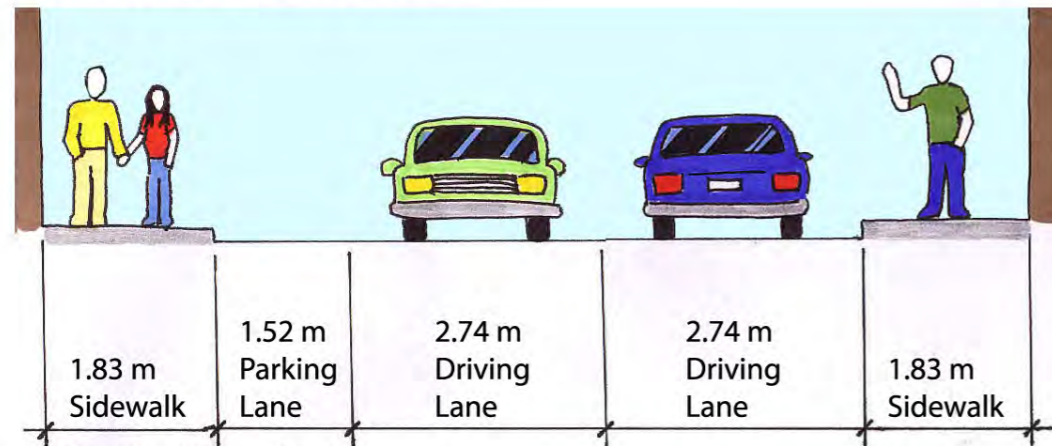 1.83 m
Sidewalk
1.52 m
Parking
Lane
2.74 m
Driving
Lane
2.74 m
Driving
Lane
1.83 m
Sidewalk